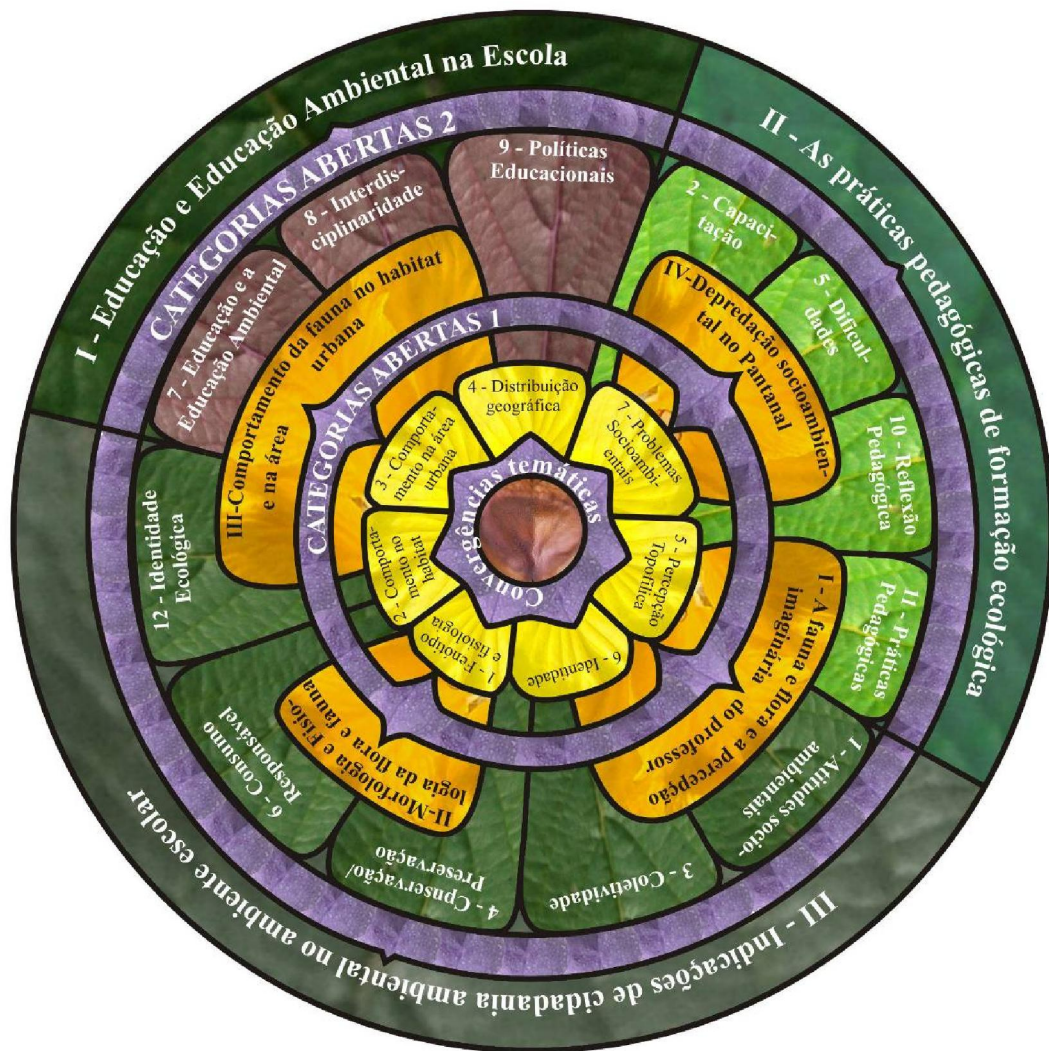 I - Educação e Educação Ambiental na Escola
II - As práticas pedagógicas de formação ecológica
III - Indicações de cidadania ambiental no ambiente escolar
CATEGORIAS ABERTAS 2
7 - Educação e a
Educação Ambiental
8 - Interdis-
ciplinaridade
9 - Políticas
Educacionais
2 - Capaci-
tação
5- Dificul-
dades
10 - Reflexão
Pedagógica
11 - Práticas
Pedagógicas
1 - Atitudes socio-
ambientais
3 - Coletividade
4 - Cpnservação/
Preservação
6 - Consumo
Responsável
12 - Identidade
Ecológica
III-Comportamento da fauna no habitat
e na área urbana
IV-Depredação socioambien-
tal no Pantanal
I - A fauna e flora e a percepção
imaginária do professor
II-Morfologia e Fisio-
logia da flora e fauna
CATEGORIAS ABERTAS 1
4 - Distribuição
geográfica
7 - Problemas
Socioambi-
entais
5 - Percepção
Topofílica
6 - Identidade
1 - Fenótipo
e fisiologia
2 - Comporta-
mento no
habitat
3 - Comporta-
mento na área
urbana
Convergências temáticas